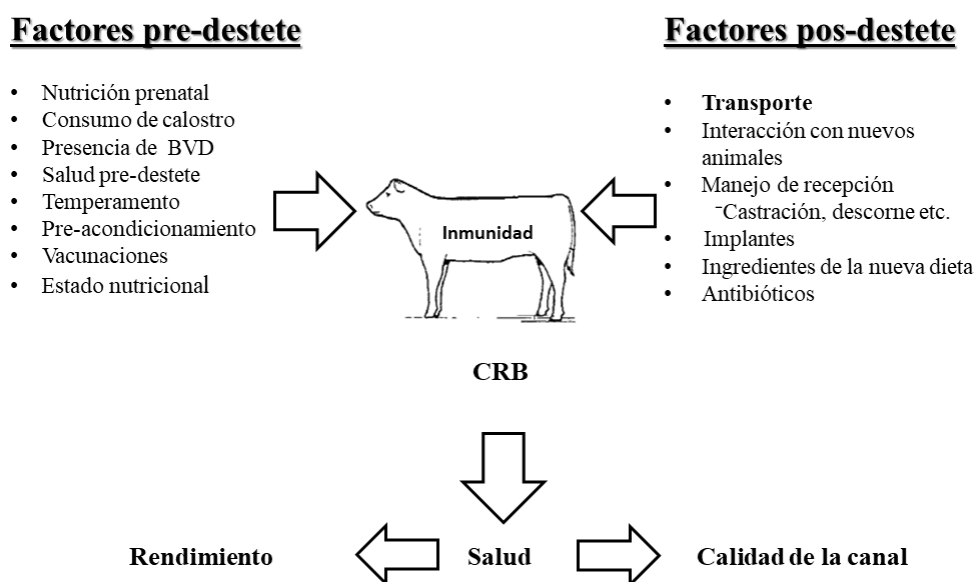 Factores pre-destete
• Nutrición prenatal
• Consumo de calostro
• Presencia de BVD
• Salud pre-destete
• Temperamento
• Pre-acondicionamiento
• Vacunaciones
• Estado nutricional
Factores pos-destete
• Transporte
• Interacción con nuevos
animales
• Manejo de recepción
-Castración, descorne etc.
• Implantes
• Ingredientes de la nueva dieta
• Antibióticos
Inmunidad
CRB
Rendimiento
Salud
Calidad de la canal